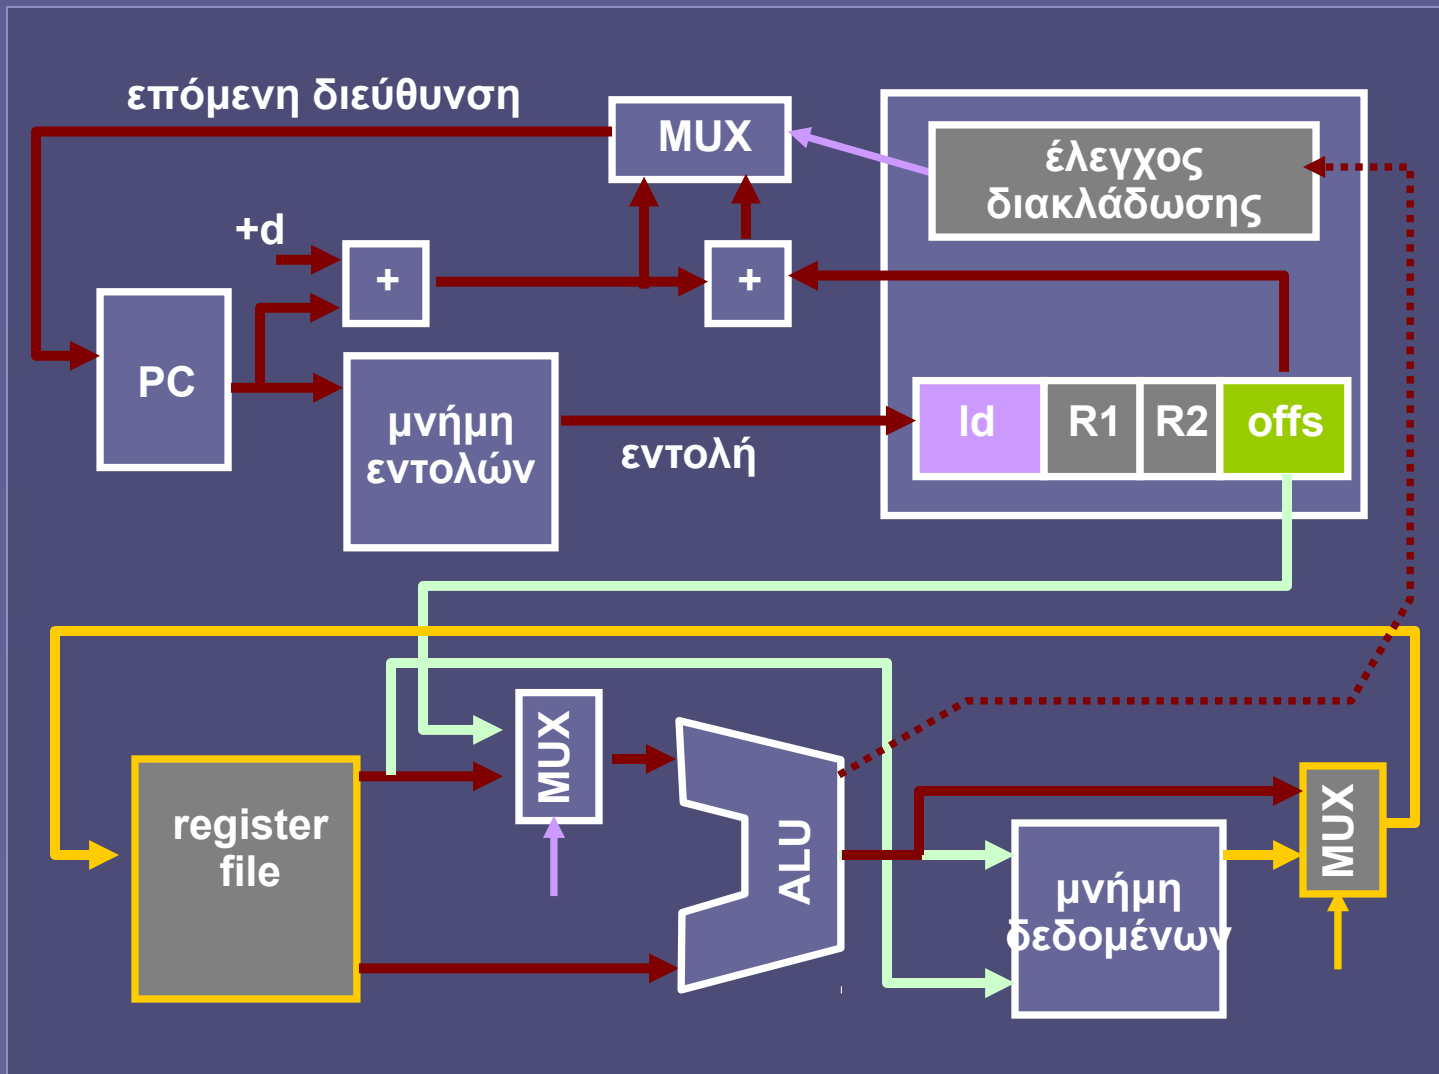 επόμενη διεύθυνση
MUX
έλεγχος
διακλάδωσης
+d
+
+
PC
μνήμη
εντολών
εντολή
ld
R1
R2
offs
MUX
register
file
ALU
MUX
μνήμη
δεδομένων